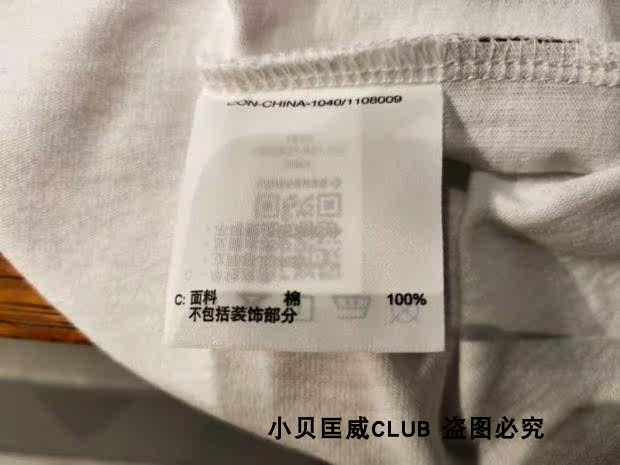 CON-CHINA-1040/1108009
C: 面料 棉 100%
不包括装饰部分
小贝匡威CLUB 盗图必究